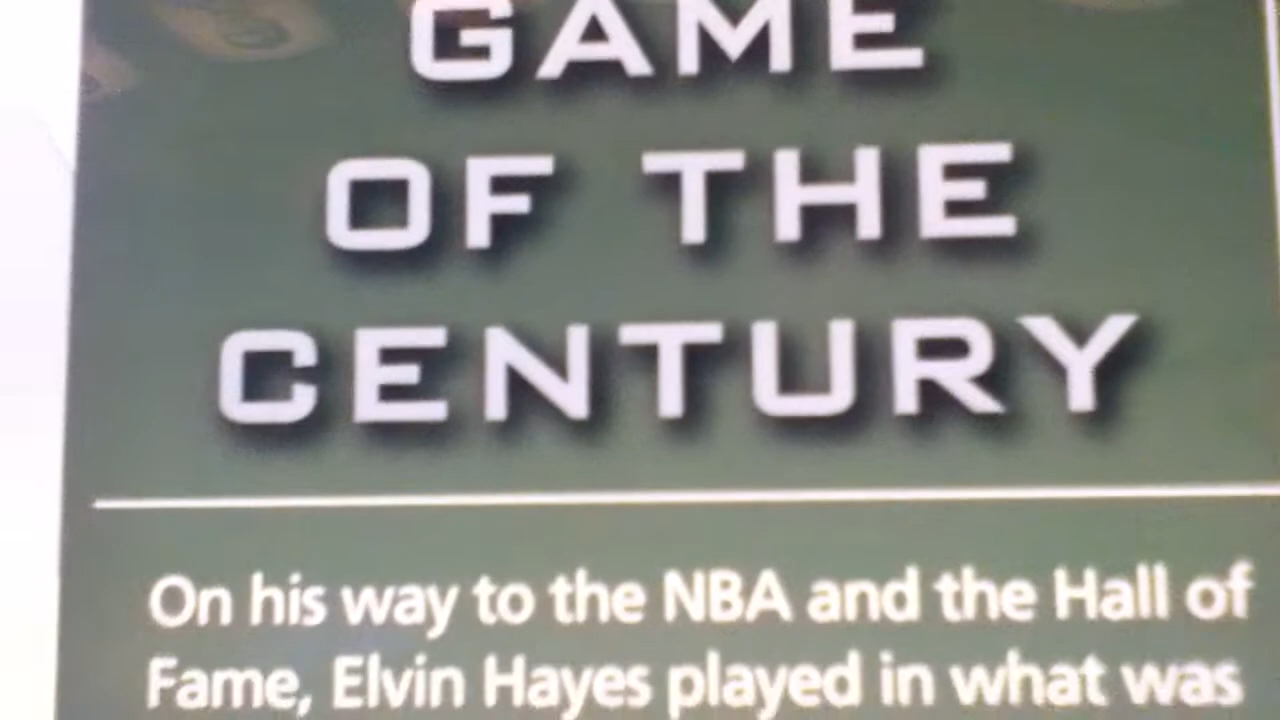 GAME
OF THE
CENTURY
On his way to the NBA and the Hall of
Fame, Elvin Hayes played in what was